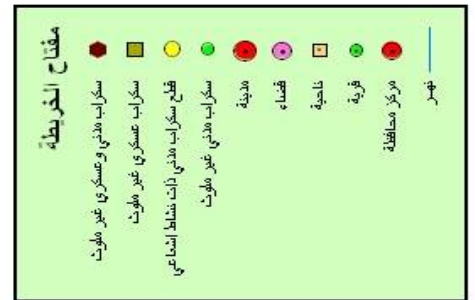 مفتاح الخريطة
سكراب مدني وعسكري غير ملوث
سكراب عسكري غير ملوث
قطع سكراب مدني ذات نشاط اشعاعي
سكراب مدني غير ملوث
مدينة
قضاء
ناحية
قرية
مركز محافظة
نهر